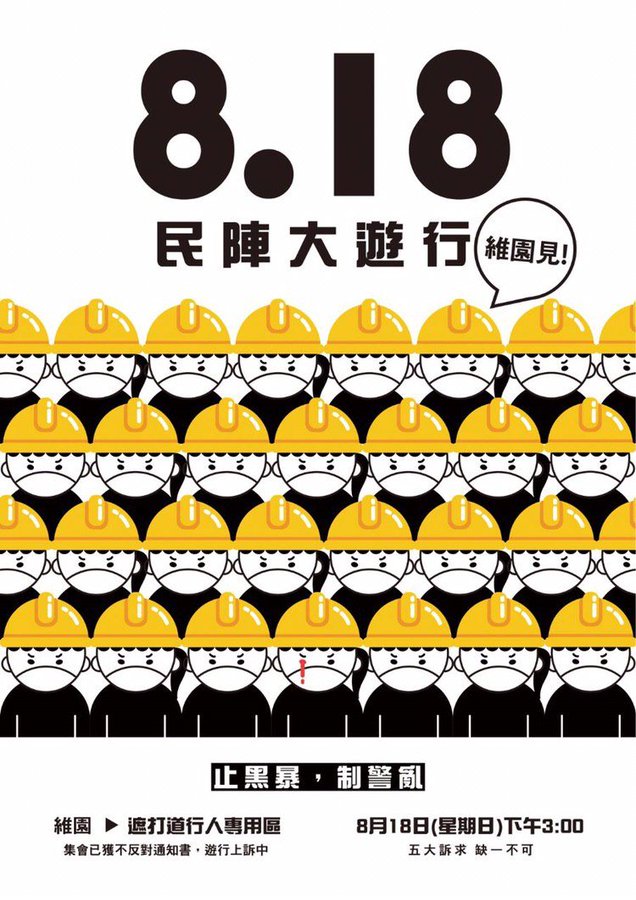 8.18
民陣大遊行
維園見!
止黑暴，制警亂
維園 ▶ 遮打道行人專用區
集會已獲不反對通知書，遊行上訴中
8月18日(星期日)下午3:00
五大訴求 缺一不可